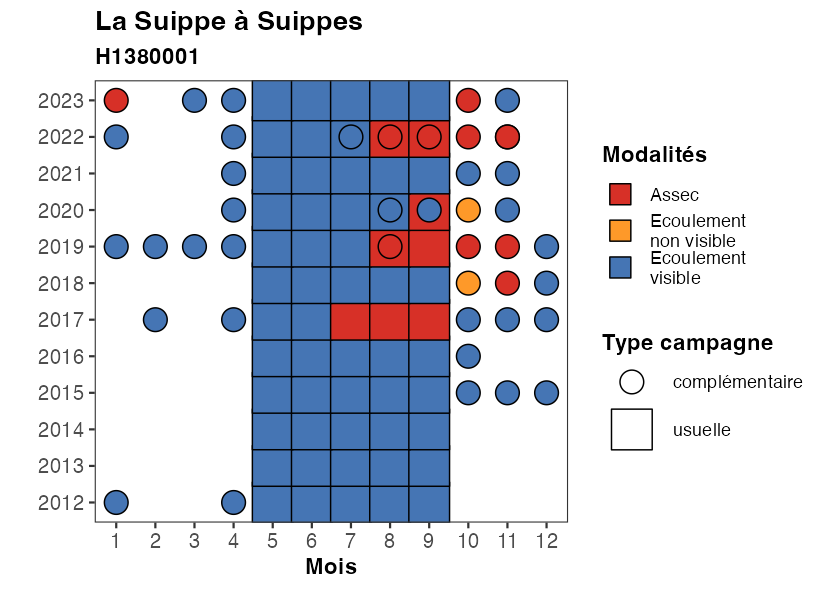 La Suippe à Suippes
H1380001
2023
2022
2021
2020
2019
2018
2017
2016
2015
2014
2013
2012
1 2 3 4 5 6 7 8 9 10 11 12
Mois
Modalités
Assec
Ecoulement
non visible
Ecoulement
visible
Type campagne
complémentaire
usuelle